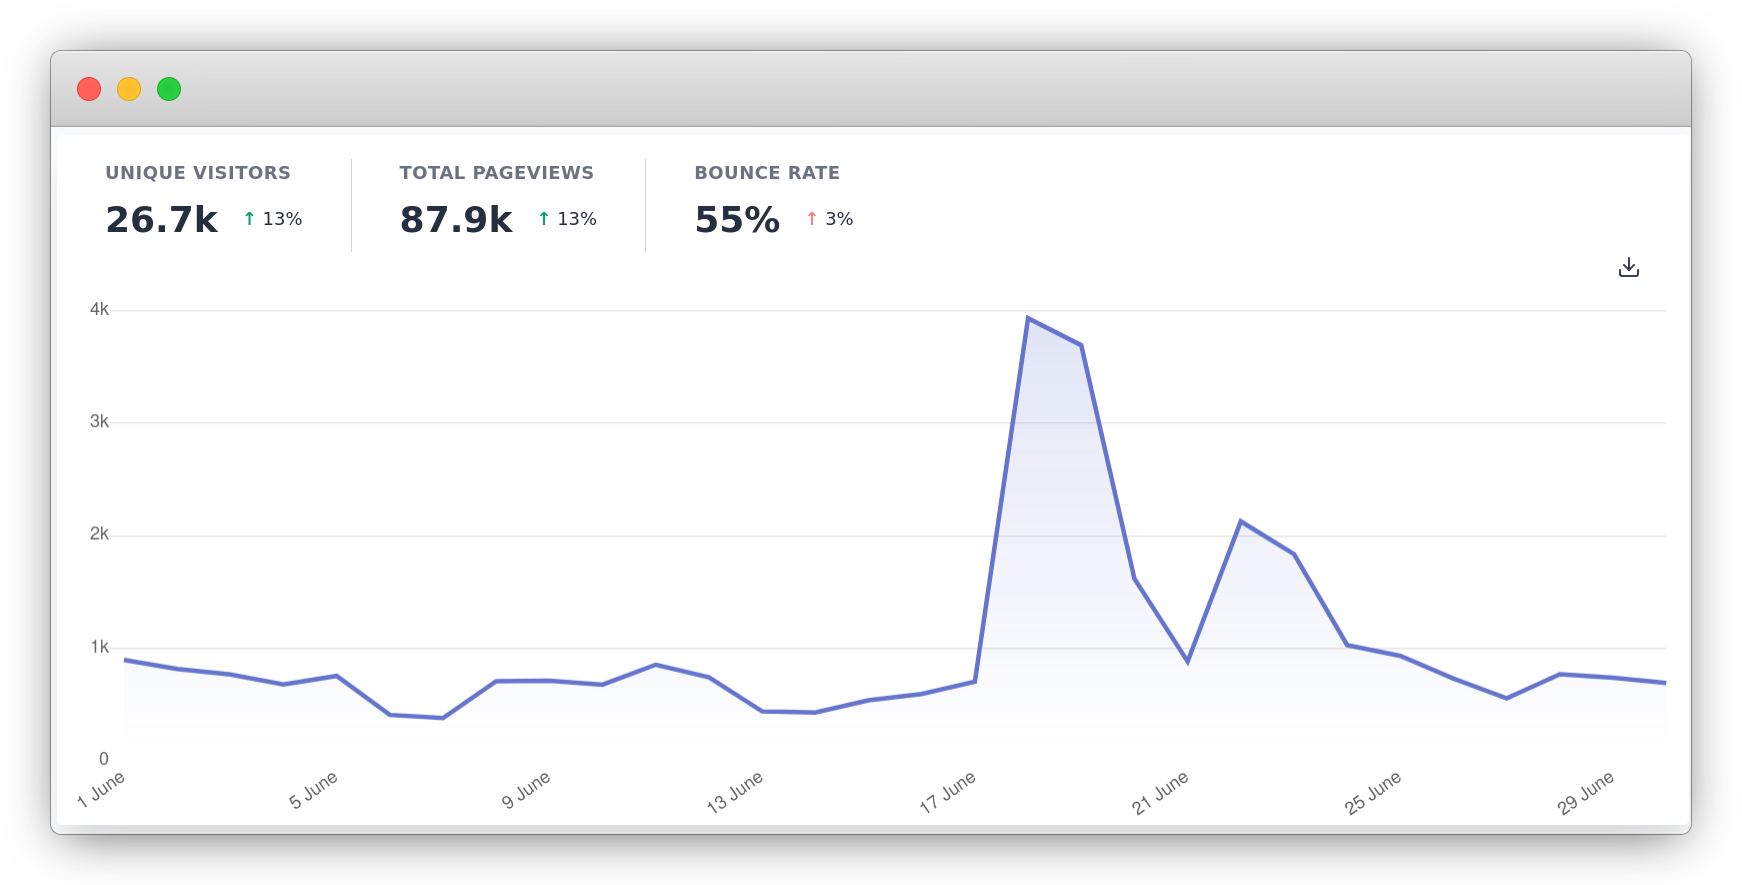 UNIQUE VISITORS
26.7k ↑ 13%
TOTAL PAGEVIEWS
87.9k ↑ 13%
BOUNCE RATE
55% ↑ 3%
4k
3k
2k
1k
0
1 June
5 June
9 June
13 June
17 June
21 June
25 June
29 June